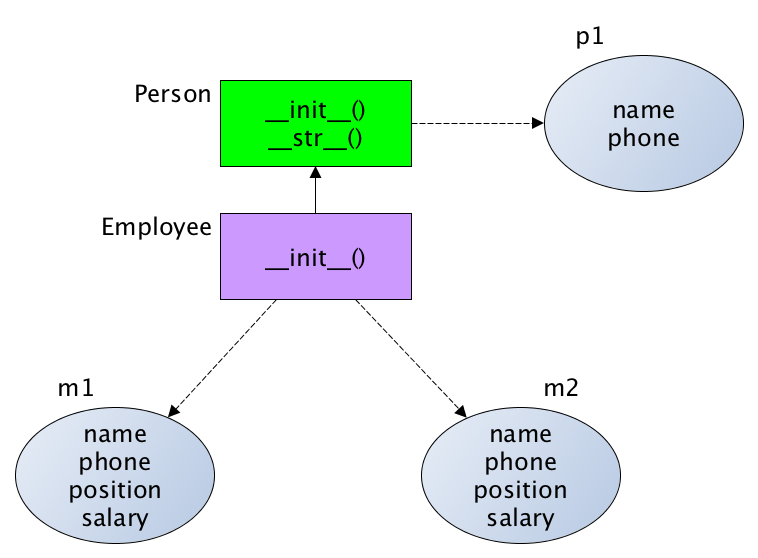 p1
Person
__init__()
__str__()
name
phone
Employee
__init__()
m1
name
phone
position
salary
m2
name
phone
position
salary